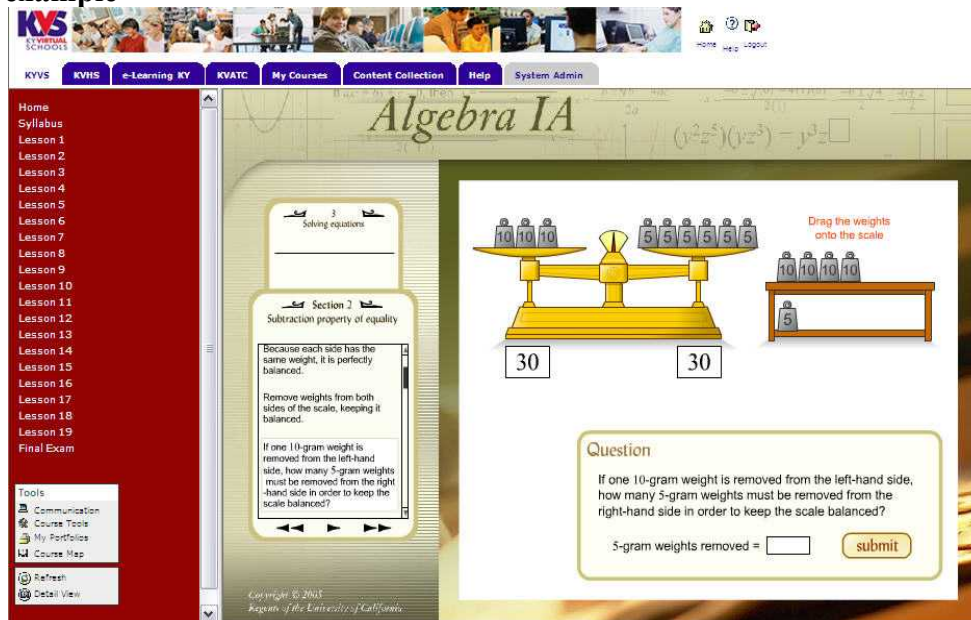 example
KVS
KY VIRTUAL
SCHOOLS
Home Help Logout
KYVS KVHS e-Learning KY KVATC My Courses Content Collection Help System Admin
Home
Syllabus
Lesson 1
Lesson 2
Lesson 3
Lesson 4
Lesson 5
Lesson 6
Lesson 7
Lesson 8
Lesson 9
Lesson 10
Lesson 11
Lesson 12
Lesson 13
Lesson 14
Lesson 15
Lesson 16
Lesson 17
Lesson 18
Lesson 19
Final Exam
Tools
Communication
Course Tools
My Portfolios
Course Map
Refresh
Detail View
Algebra IA
(y²z⁵)(yz³) = y³z□
3
Solving equations
Section 2
Subtraction property of equality
Because each side has the
same weight, it is perfectly
balanced.
Remove weights from both
sides of the scale, keeping it
balanced.
If one 10-gram weight is
removed from the left-hand
side, how many 5-gram weights
must be removed from the right
-hand side in order to keep the
scale balanced?
Copyright © 2005
Regents of the University of California
10 10 10
5 5 5 5 5 5
30
30
Drag the weights
onto the scale
10 10 10 10
5
Question
If one 10-gram weight is removed from the left-hand side,
how many 5-gram weights must be removed from the
right-hand side in order to keep the scale balanced?
5-gram weights removed =
submit